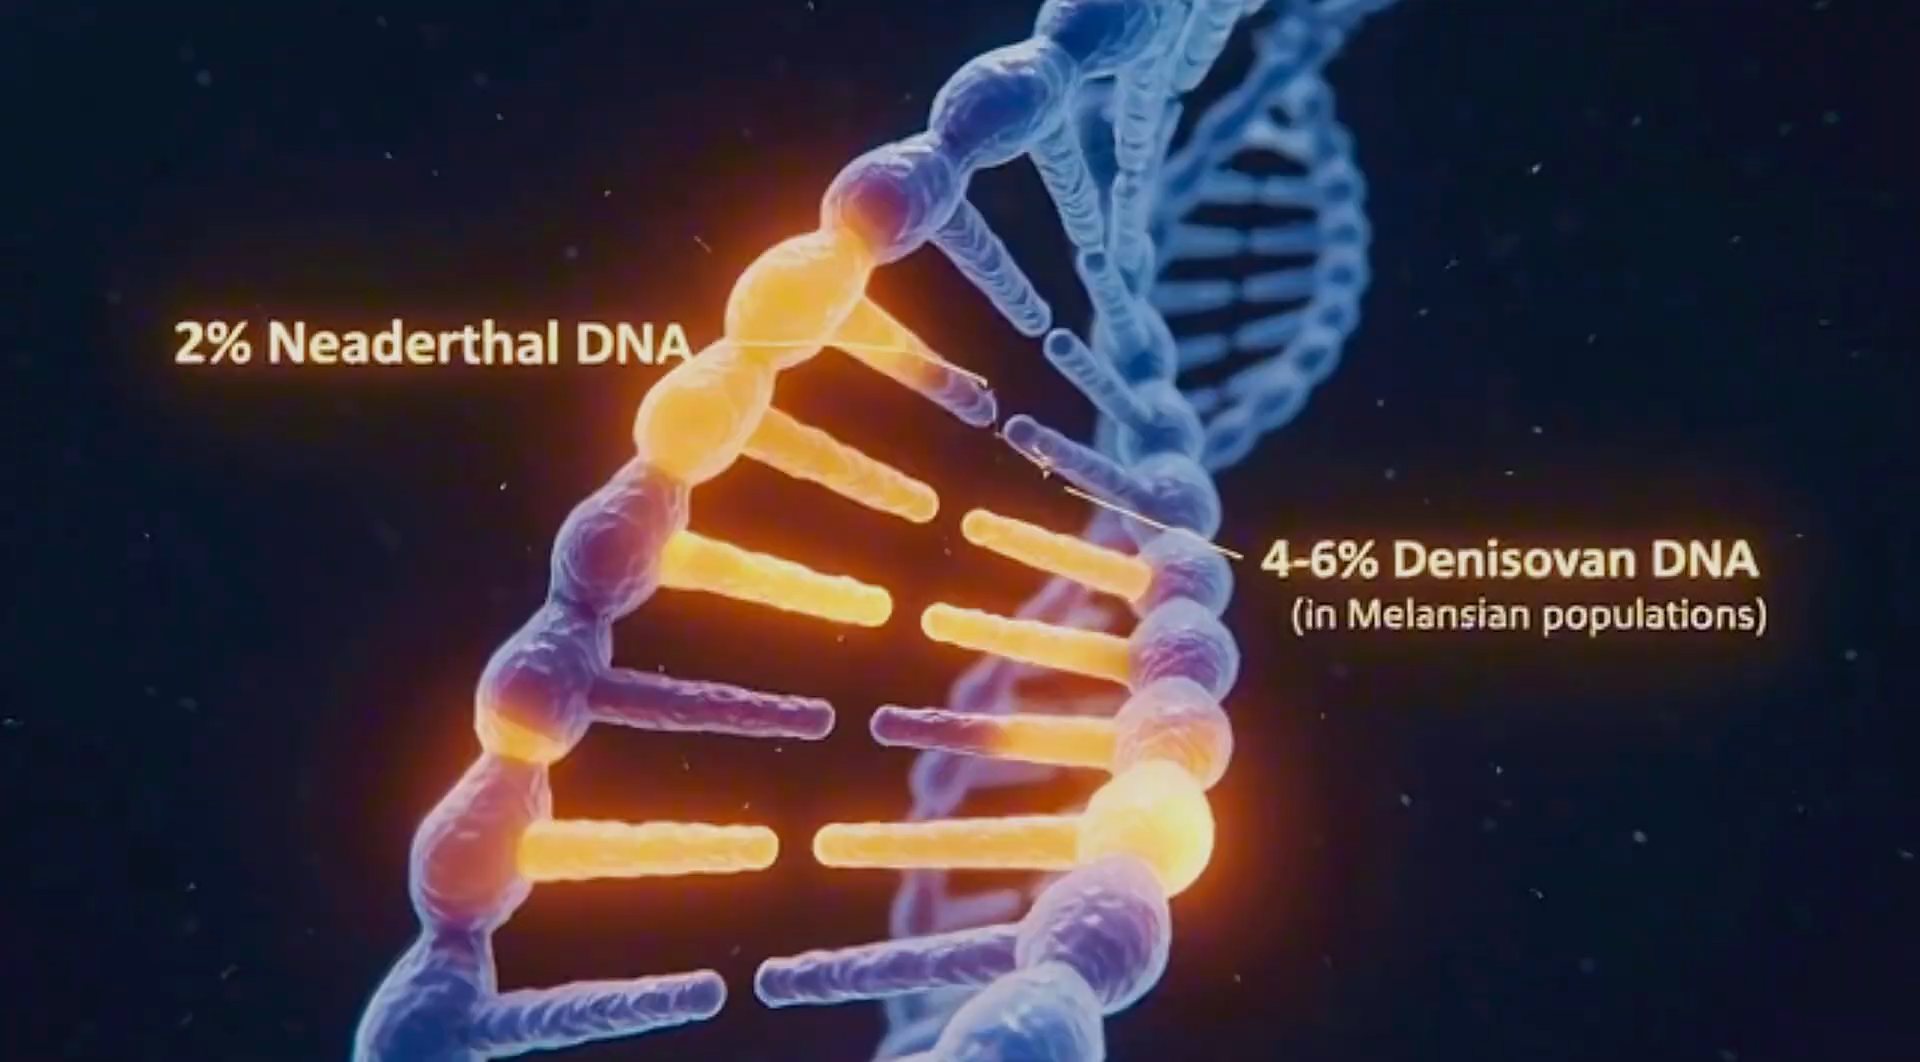 2% Neaderthal DNA
4-6% Denisovan DNA
(in Melansian populations)